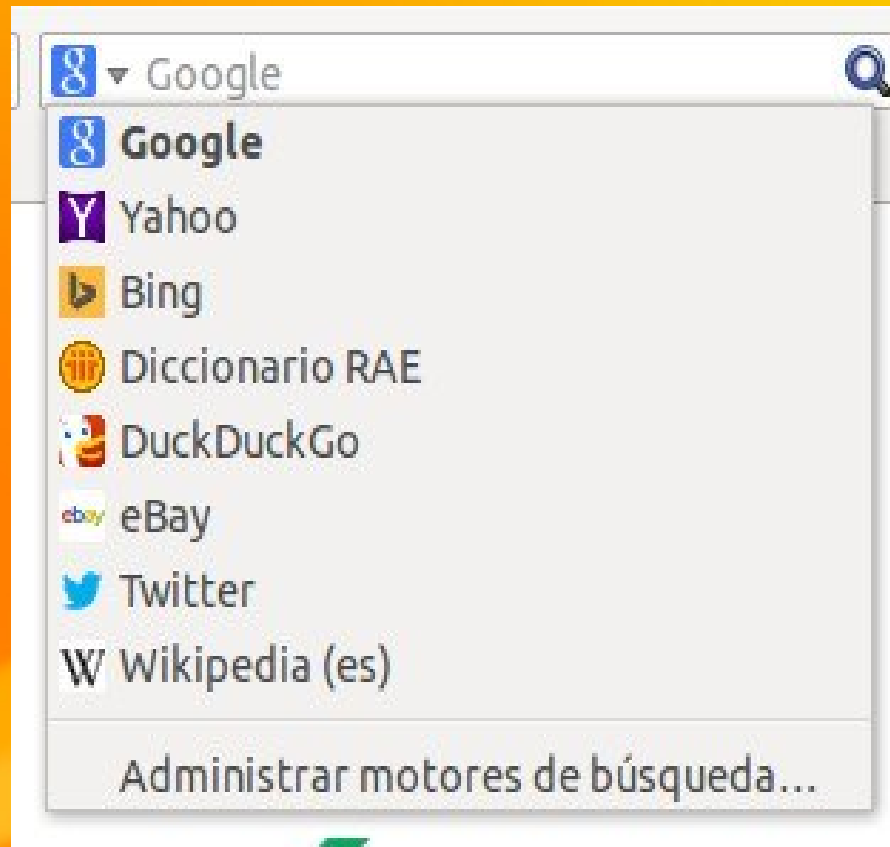 Google
Google
Yahoo
Bing
Diccionario RAE
DuckDuckGo
eBay
Twitter
Wikipedia (es)
Administrar motores de búsqueda...